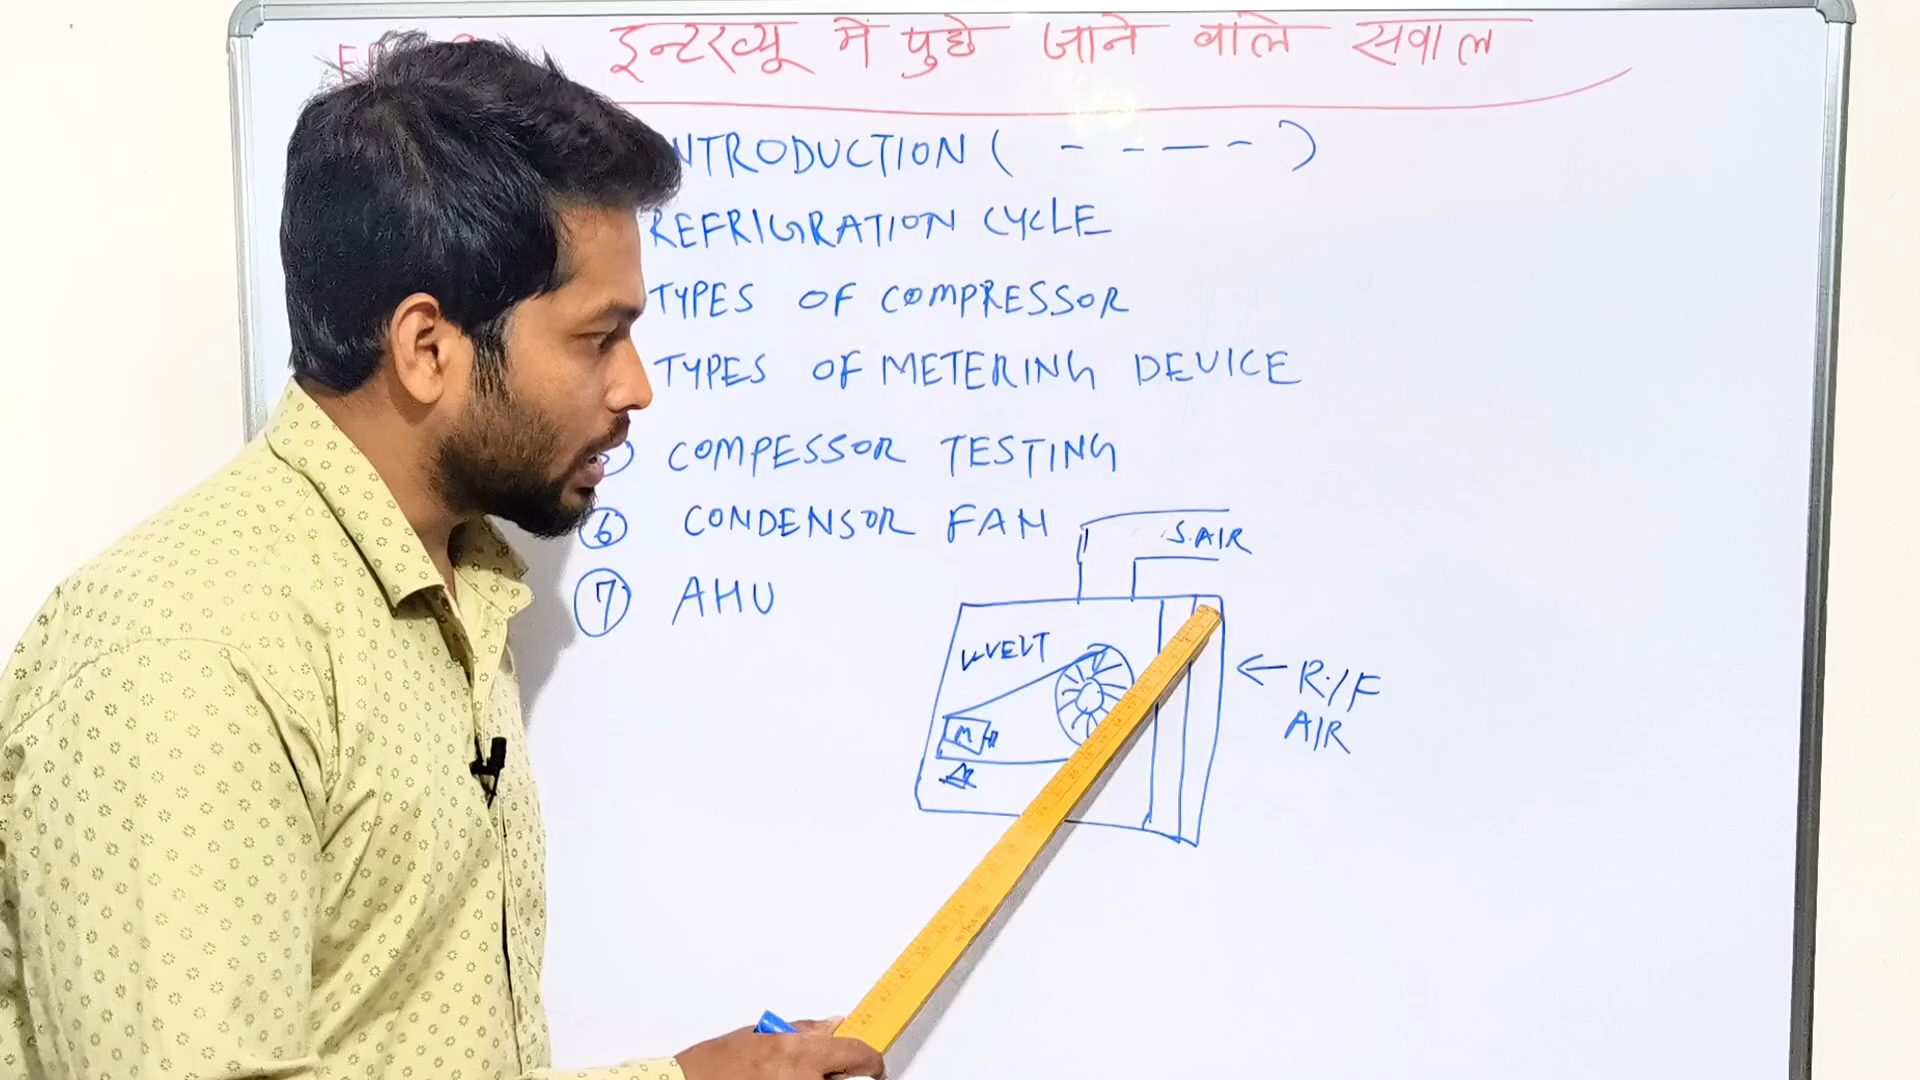 इन्टरव्यू में पुछे जाने वाले सवाल
NTRODUCTION ( - - - - )
REFRIGRATION CYCLE
TYPES OF COMPRESSOR
TYPES OF METERING DEVICE
COMPESSOR TESTING
6 CONDENSOR FAN
7 AHU
S.AIR
V-VELT
M
R./F
AIR